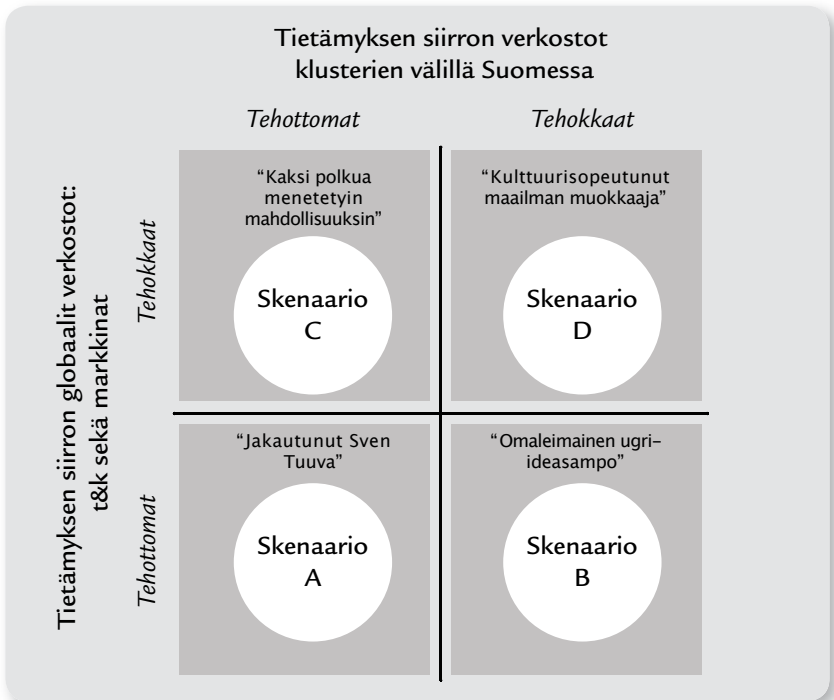 Tietämyksen siirron verkostot
klusterien välillä Suomessa
Tehottomat
Tehokkaat
Tietämyksen siirron globaalit verkostot:
t&k sekä markkinat
Tehokkaat
"Kaksi polkua
menetetyin
mahdollisuuksin"
Skenaario
C
"Kulttuurisopeutunut
maailman muokkaaja"
Skenaario
D
Tehottomat
"Jakautunut Sven
Tuuva"
Skenaario
A
"Omaleimainen ugri-
ideasampo"
Skenaario
B